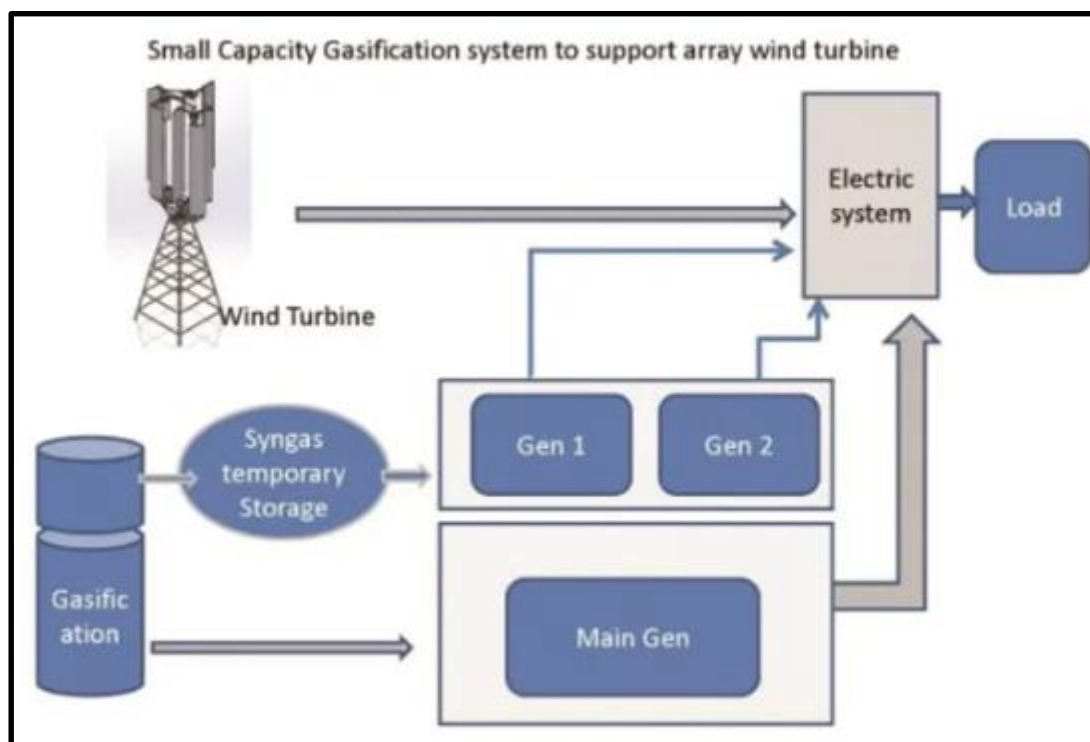 Small Capacity Gasification system to support array wind turbine
Electric
system
Load
Wind Turbine
Syngas
temporary
Storage
Gen 1
Gen 2
Gasific
ation
Main Gen